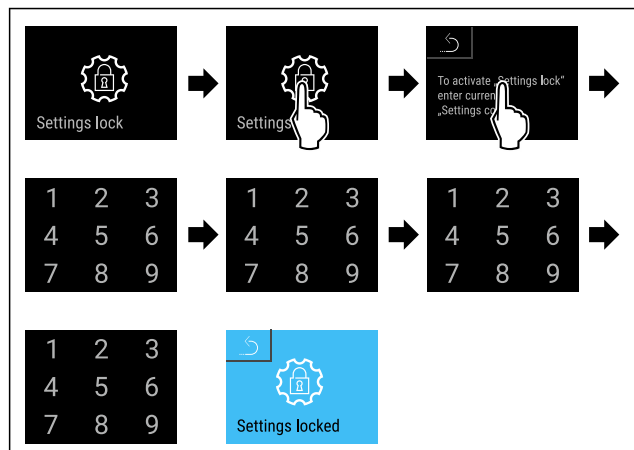 Settings lock
Settings
To activate „Settings lock“
enter curren
„Settings co
1 2 3
4 5 6
7 8 9
1 2 3
4 5 6
7 8 9
1 2 3
4 5 6
7 8 9
1 2 3
4 5 6
7 8 9
Settings locked